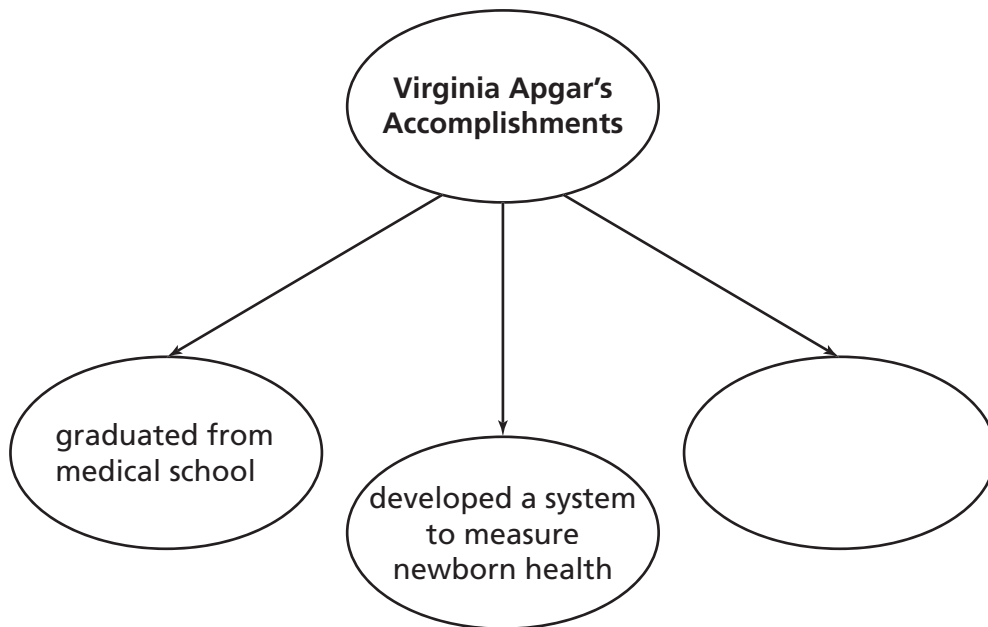 Virginia Apgar’s
Accomplishments
graduated from
medical school
developed a system
to measure
newborn health